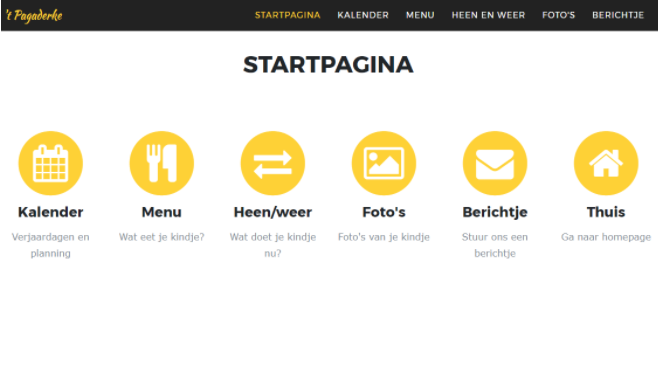 't Pagaderke
STARTPAGINA KALENDER MENU HEEN EN WEER FOTO'S BERICHTJE
STARTPAGINA
Kalender
Verjaardagen en
planning
Menu
Wat eet je kindje?
Heen/weer
Wat doet je kindje
nu?
Foto's
Foto's van je kindje
Berichtje
Stuur ons een
berichtje
Thuis
Ga naar homepage